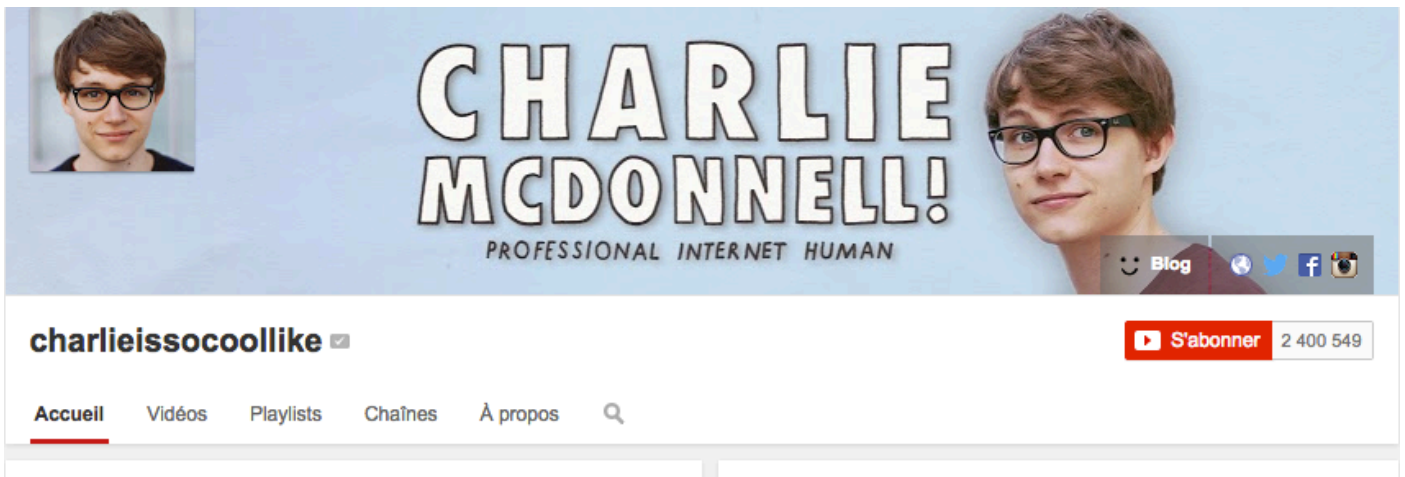 CHARLIE
MCDONNELL!
PROFESSIONAL INTERNET HUMAN
Blog
charlieissocoollike
S'abonner 2 400 549
Accueil Vidéos Playlists Chaînes À propos